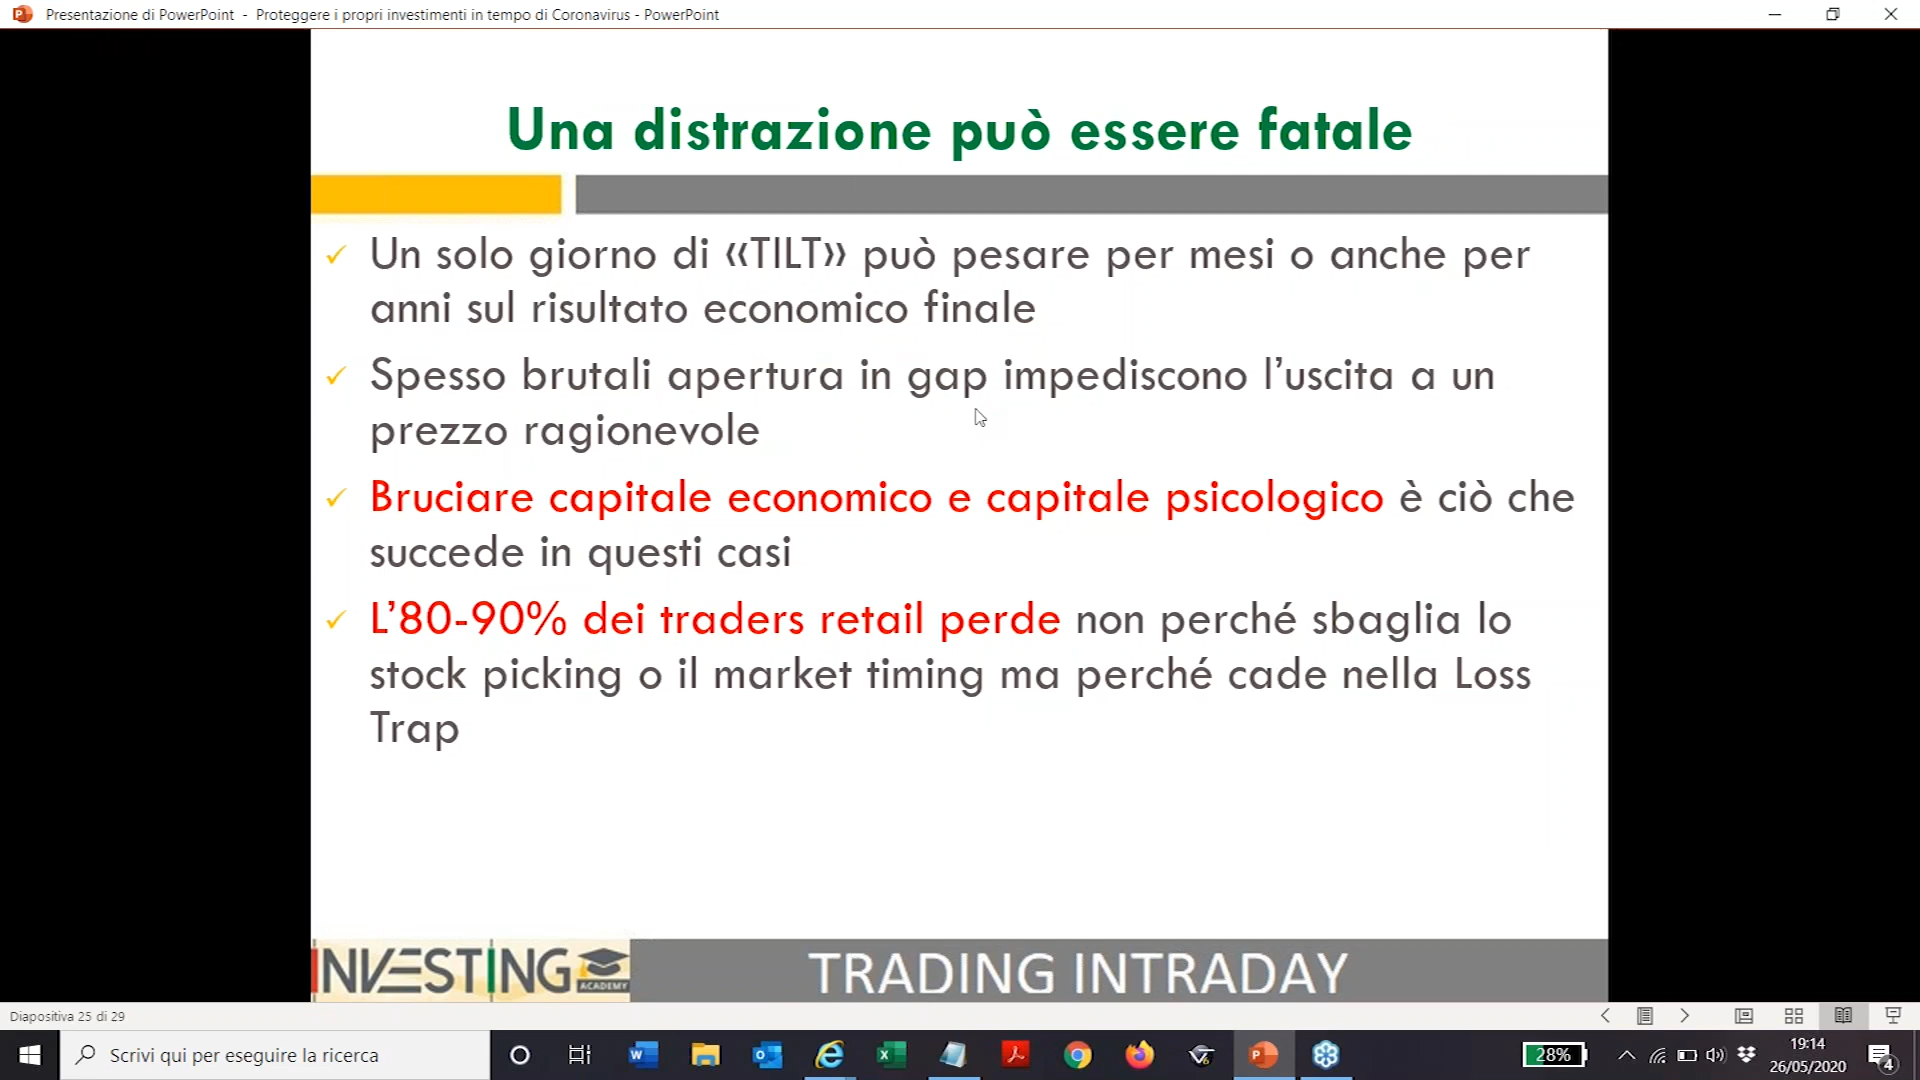 Presentazione di PowerPoint - Proteggere i propri investimenti in tempo di Coronavirus - PowerPoint
Una distrazione può essere fatale
Un solo giorno di «TILT» può pesare per mesi o anche per
anni sul risultato economico finale
Spesso brutali apertura in gap impediscono l’uscita a un
prezzo ragionevole
Bruciare capitale economico e capitale psicologico è ciò che
succede in questi casi
L’80-90% dei traders retail perde non perché sbaglia lo
stock picking o il market timing ma perché cade nella Loss
Trap
INVESTING
ACADEMY
TRADING INTRADAY
Diapositiva 25 di 29
Scrivi qui per eseguire la ricerca
28%
19:14
26/05/2020
4